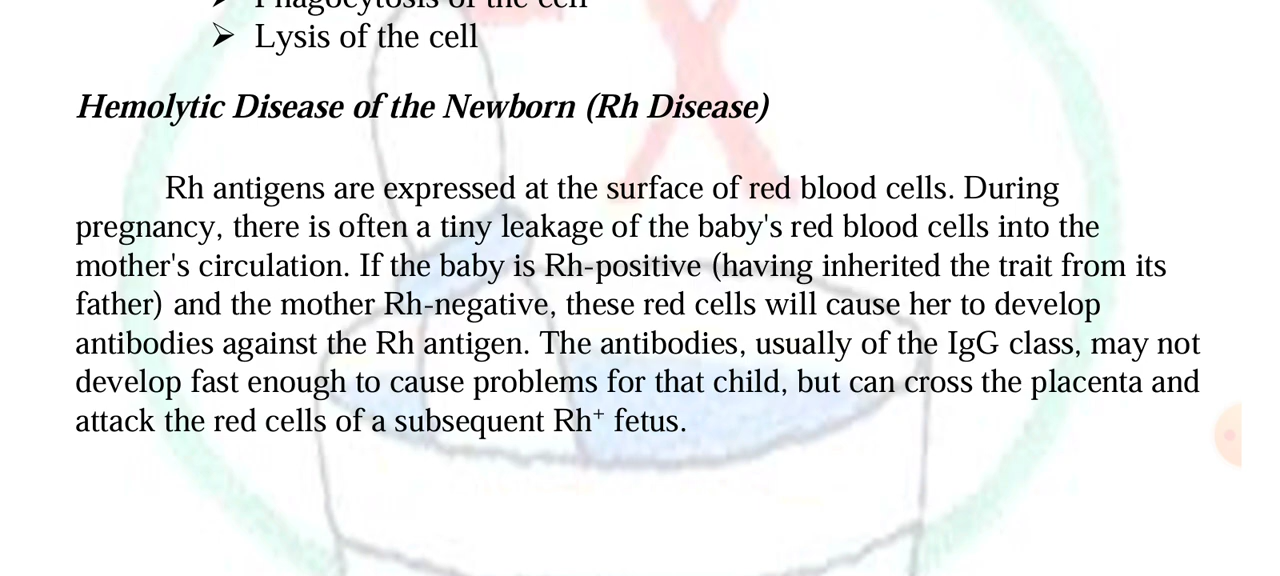 ➢ Phagocytosis of the cell
➢ Lysis of the cell
Hemolytic Disease of the Newborn (Rh Disease)
Rh antigens are expressed at the surface of red blood cells. During
pregnancy, there is often a tiny leakage of the baby's red blood cells into the
mother's circulation. If the baby is Rh-positive (having inherited the trait from its
father) and the mother Rh-negative, these red cells will cause her to develop
antibodies against the Rh antigen. The antibodies, usually of the IgG class, may not
develop fast enough to cause problems for that child, but can cross the placenta and
attack the red cells of a subsequent Rh⁺ fetus.